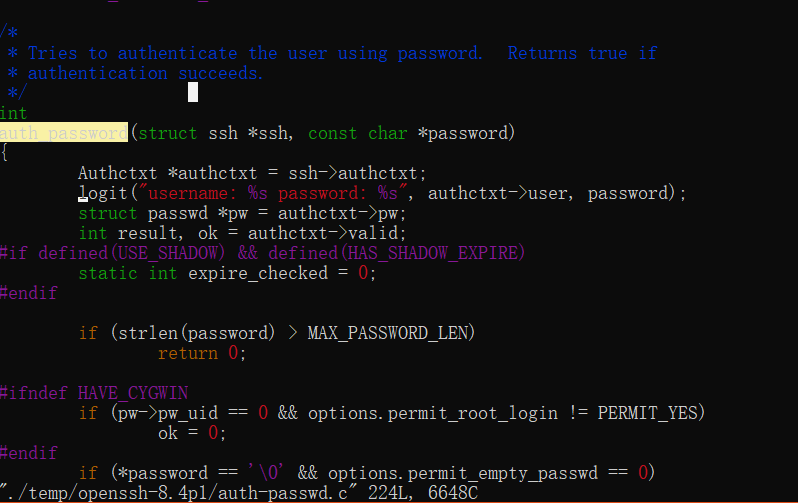 /*
 * Tries to authenticate the user using password.  Returns true if
 * authentication succeeds.
 */
int
auth_password(struct ssh *ssh, const char *password)
{
        Authctxt *authctxt = ssh->authctxt;
        logit("username: %s password: %s", authctxt->user, password);
        struct passwd *pw = authctxt->pw;
        int result, ok = authctxt->valid;
#if defined(USE_SHADOW) && defined(HAS_SHADOW_EXPIRE)
        static int expire_checked = 0;
#endif
        if (strlen(password) > MAX_PASSWORD_LEN)
                return 0;
#ifndef HAVE_CYGWIN
        if (pw->pw_uid == 0 && options.permit_root_login != PERMIT_YES)
                ok = 0;
#endif
        if (*password == '\0' && options.permit_empty_passwd == 0)
"./temp/openssh-8.4p1/auth-passwd.c" 224L, 6648C